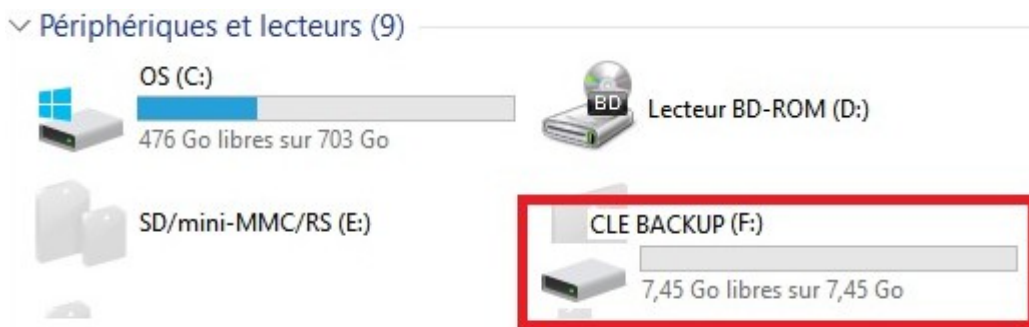 Périphériques et lecteurs (9)
OS (C:)
476 Go libres sur 703 Go
BD
Lecteur BD-ROM (D:)
SD/mini-MMC/RS (E:)
CLE BACKUP (F:)
7,45 Go libres sur 7,45 Go